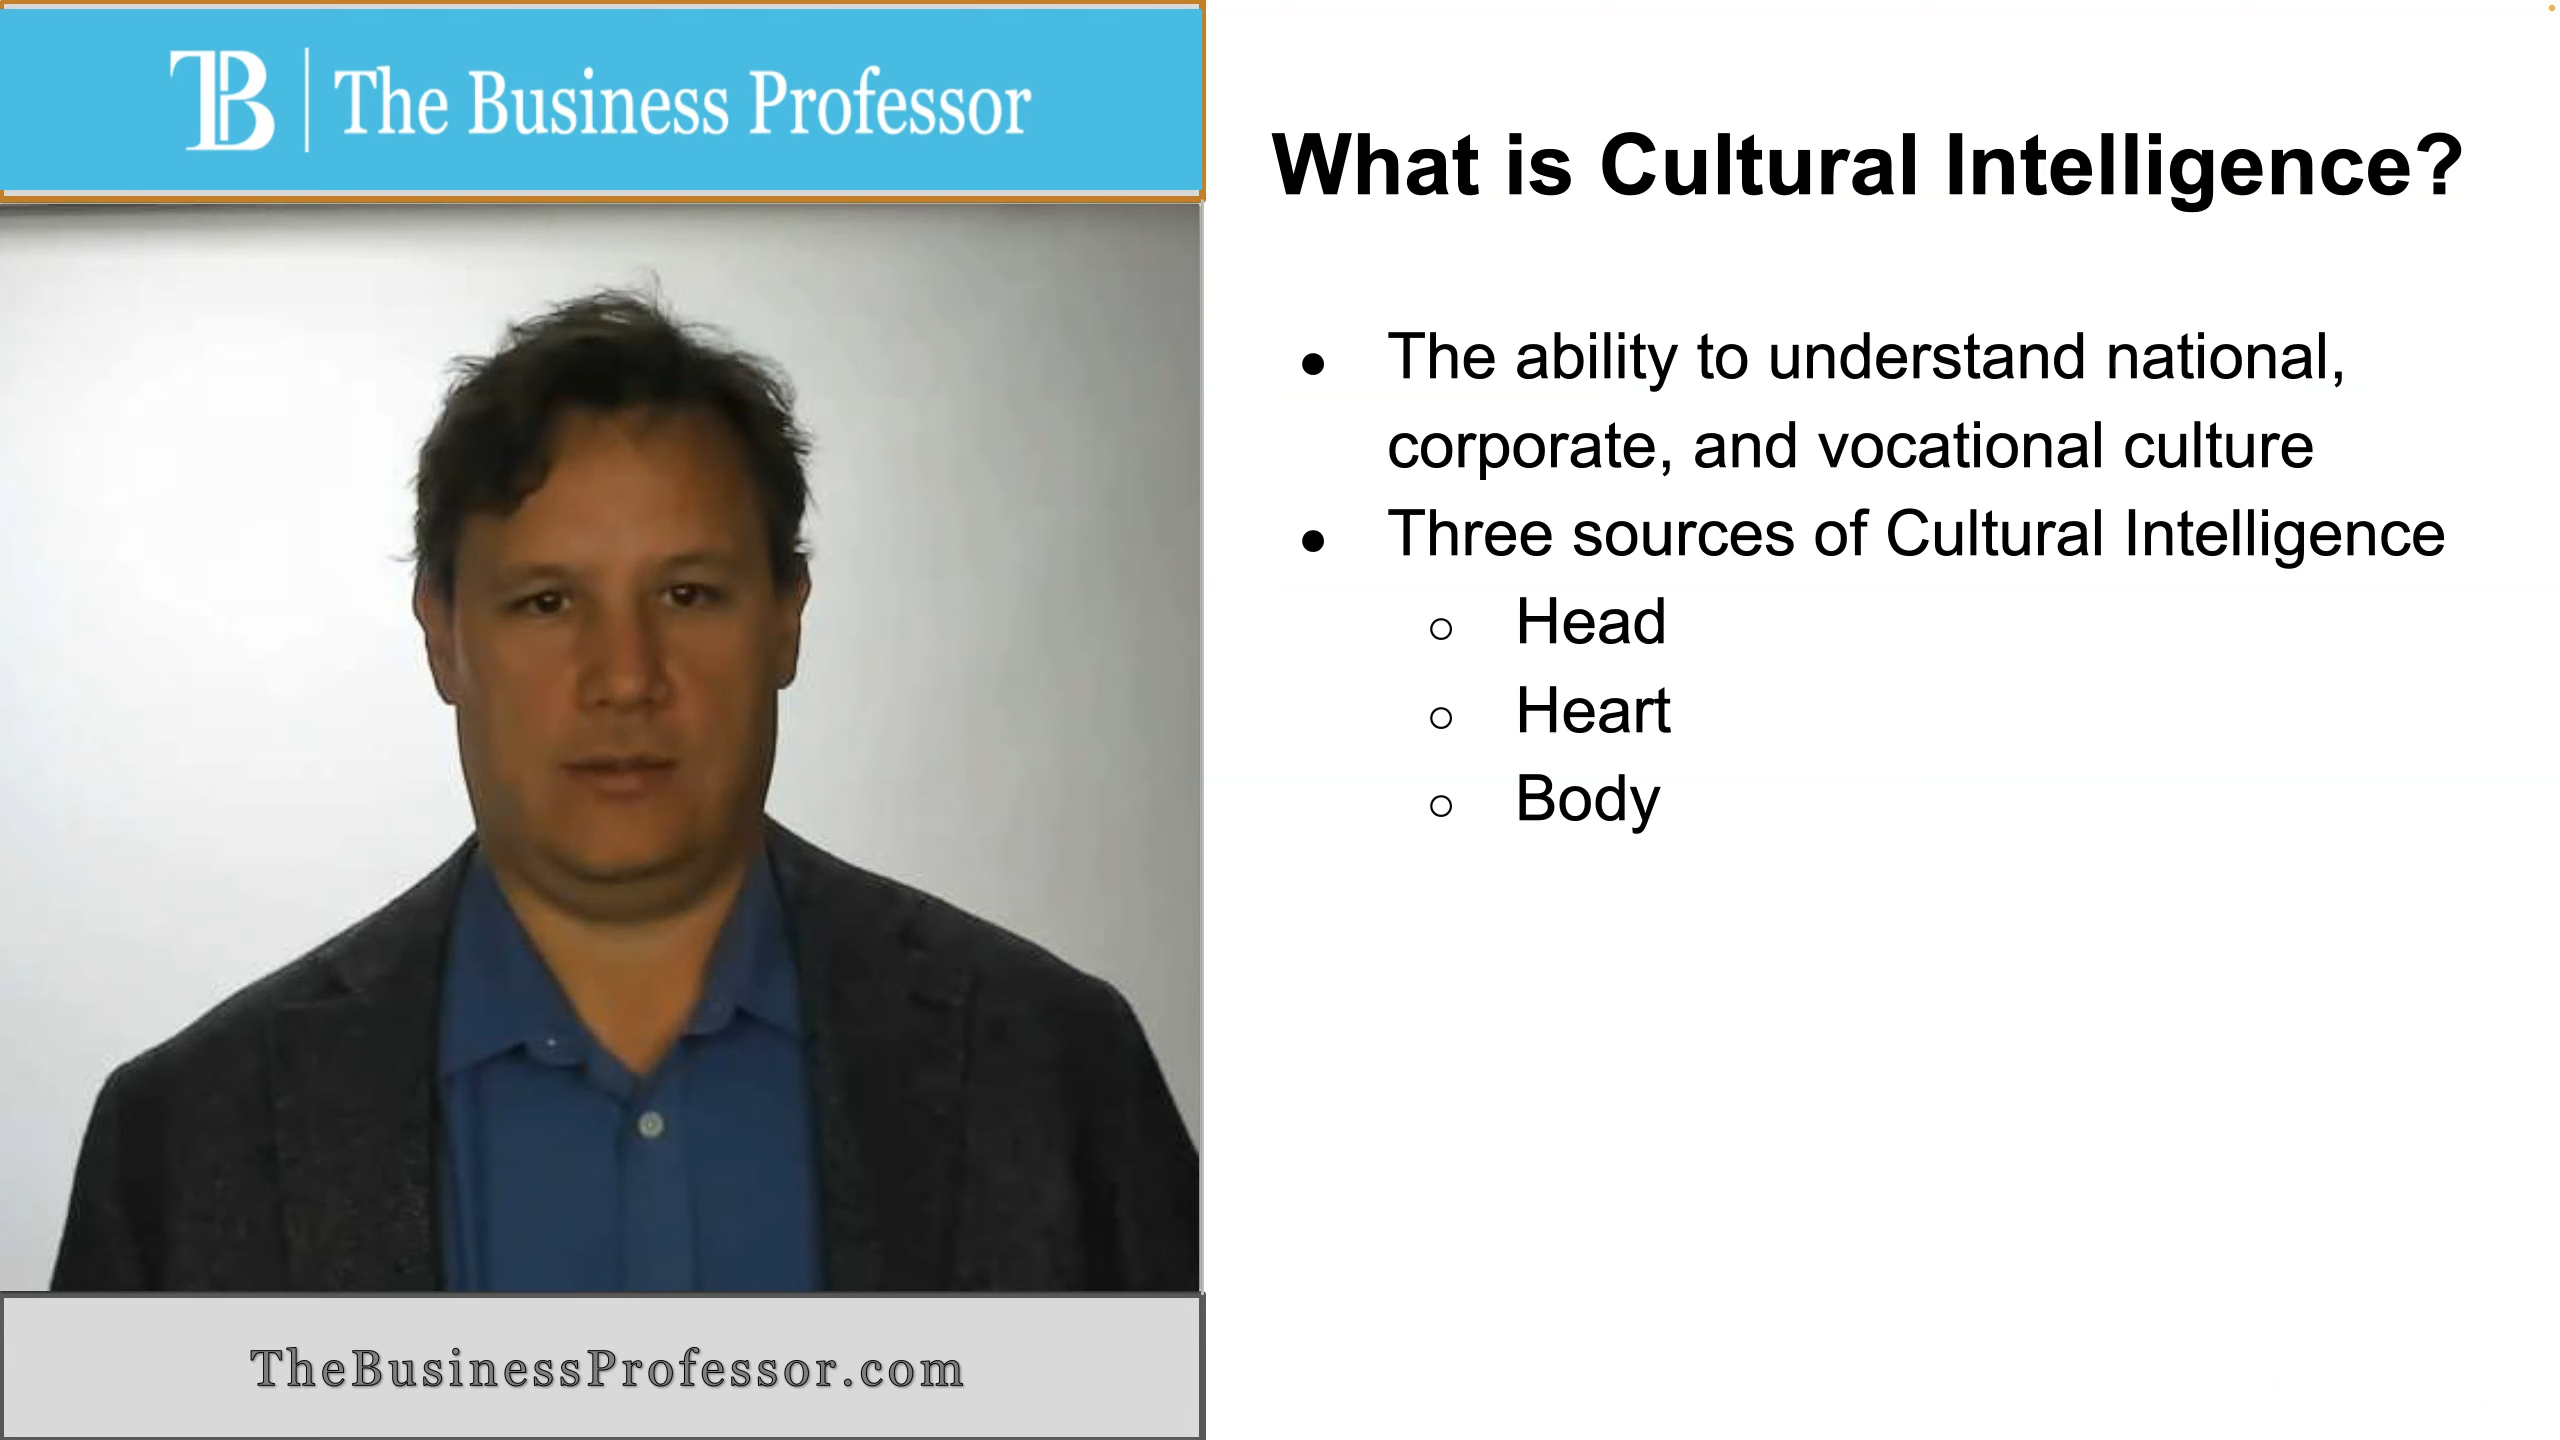 TB | The Business Professor
What is Cultural Intelligence?
● The ability to understand national,
corporate, and vocational culture
● Three sources of Cultural Intelligence
○ Head
○ Heart
○ Body
TheBusinessProfessor.com